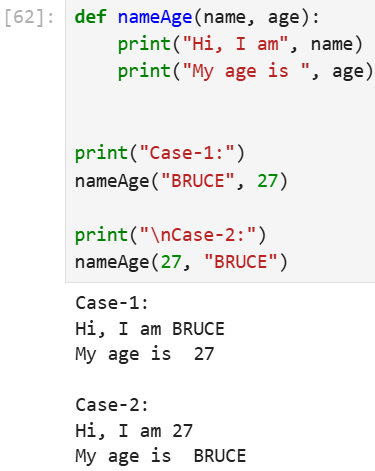 [62]: def nameAge(name, age):
    print("Hi, I am", name)
    print("My age is ", age)
print("Case-1:")
nameAge("BRUCE", 27)
print("\nCase-2:")
nameAge(27, "BRUCE")
Case-1:
Hi, I am BRUCE
My age is  27
Case-2:
Hi, I am 27
My age is  BRUCE